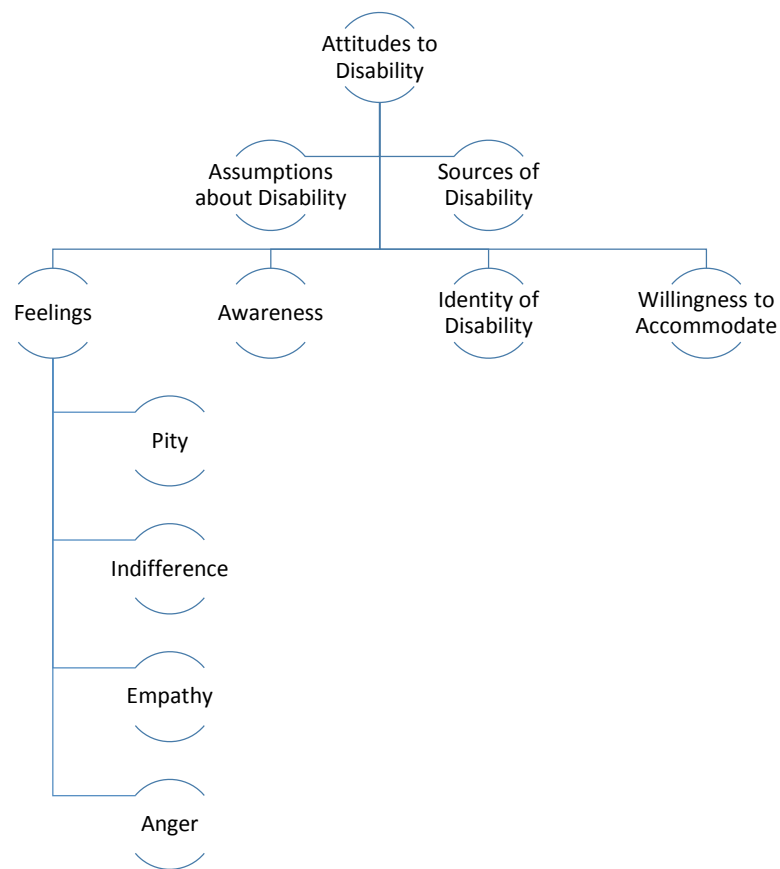 Attitudes to
Disability
Assumptions
about Disability
Sources of
Disability
Feelings
Awareness
Identity of
Disability
Willingness to
Accommodate
Pity
Indifference
Empathy
Anger